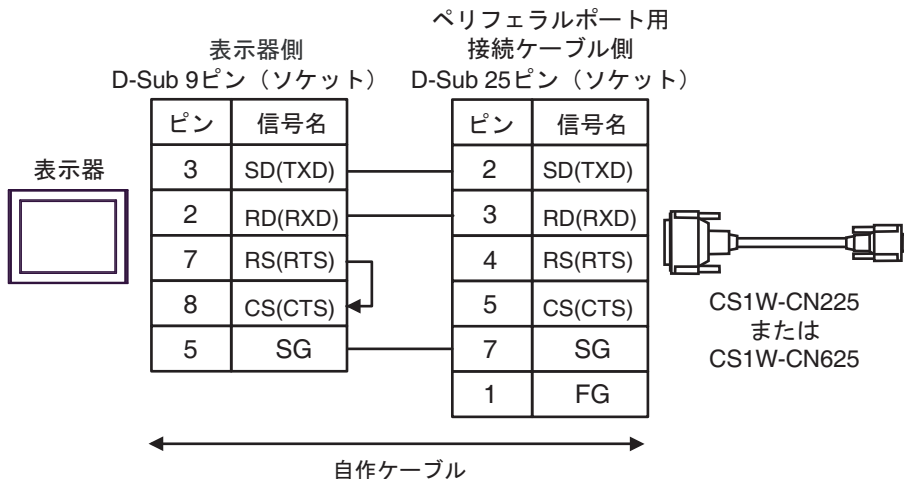 表示器側
D-Sub 9ピン（ソケット）
ペリフェラルポート用
接続ケーブル側
D-Sub 25ピン（ソケット）
表示器
ピン 信号名
3 SD(TXD)
2 RD(RXD)
7 RS(RTS)
8 CS(CTS)
5 SG
ピン 信号名
2 SD(TXD)
3 RD(RXD)
4 RS(RTS)
5 CS(CTS)
7 SG
1 FG
CS1W-CN225
または
CS1W-CN625
自作ケーブル